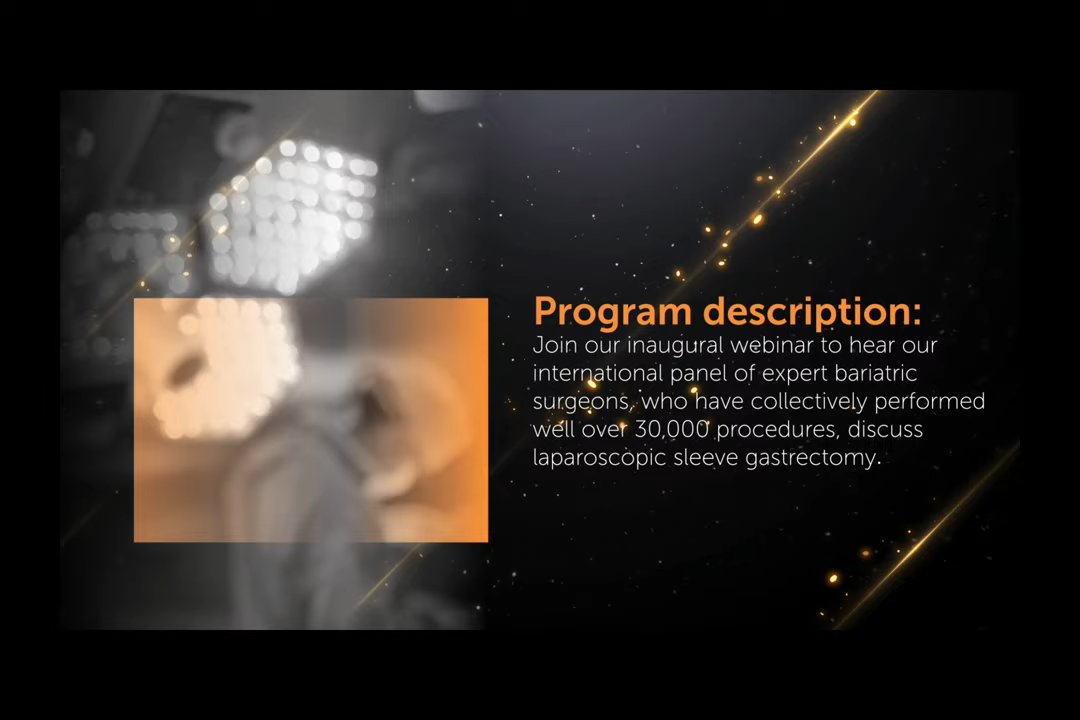 Program description:
Join our inaugural webinar to hear our
international panel of expert bariatric
surgeons, who have collectively performed
well over 30,000 procedures, discuss
laparoscopic sleeve gastrectomy.